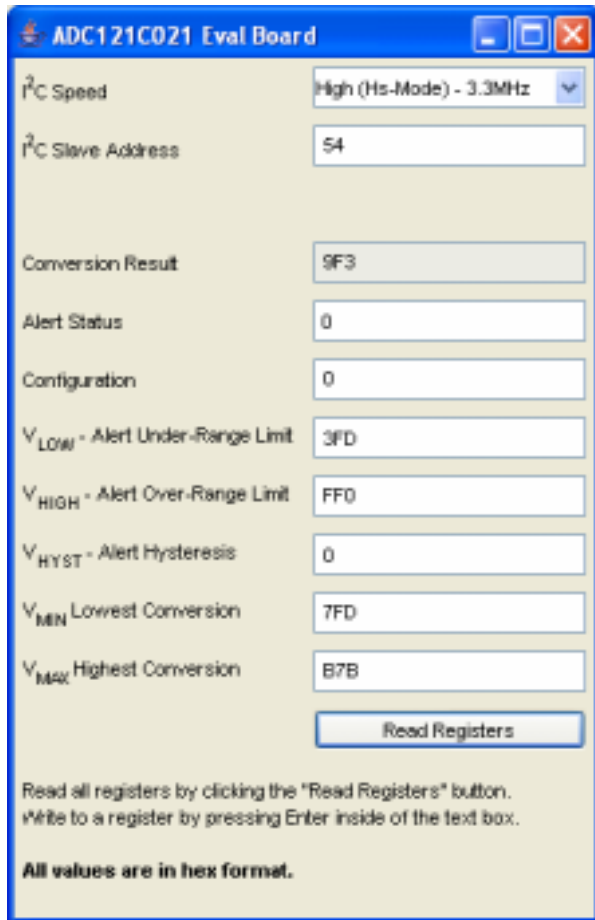 ADC121C021 Eval Board
I²C Speed High (Hs-Mode) - 3.3MHz
I²C Slave Address 54
Conversion Result 9F3
Alert Status 0
Configuration 0
VLOW - Alert Under-Range Limit 3FD
VHIGH - Alert Over-Range Limit FF0
VHYST - Alert Hysteresis 0
VMIN Lowest Conversion 7FD
VMAX Highest Conversion B7B
Read Registers
Read all registers by clicking the "Read Registers" button.
Write to a register by pressing Enter inside of the text box.
All values are in hex format.